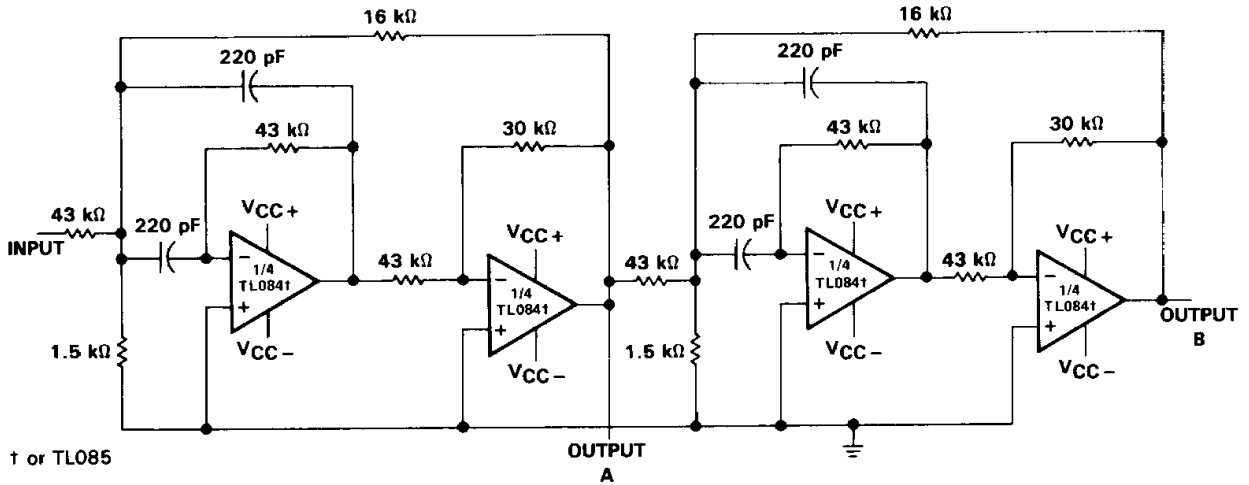 16 kΩ
16 kΩ
220 pF
220 pF
43 kΩ
30 kΩ
43 kΩ
30 kΩ
43 kΩ
INPUT
220 pF
VCC+
1/4
TL084†
VCC−
1.5 kΩ
43 kΩ
VCC+
1/4
TL084†
VCC−
43 kΩ
220 pF
VCC+
1/4
TL084†
VCC−
1.5 kΩ
43 kΩ
VCC+
1/4
TL084†
VCC−
OUTPUT
B
OUTPUT
A
† or TL085